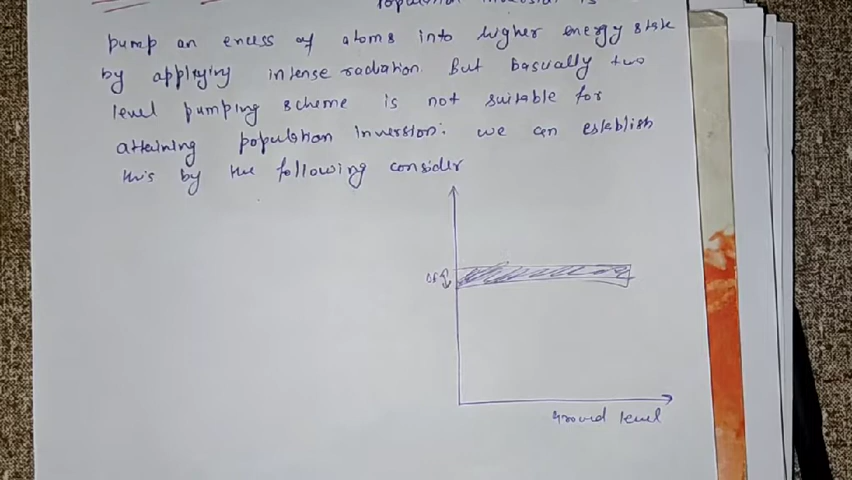 pump an excess of atoms into higher energy state
by applying intense radiation. But basually two
level pumping scheme is not suitable for
attaining population inversion. we can establish
this by the following consider
Ground level